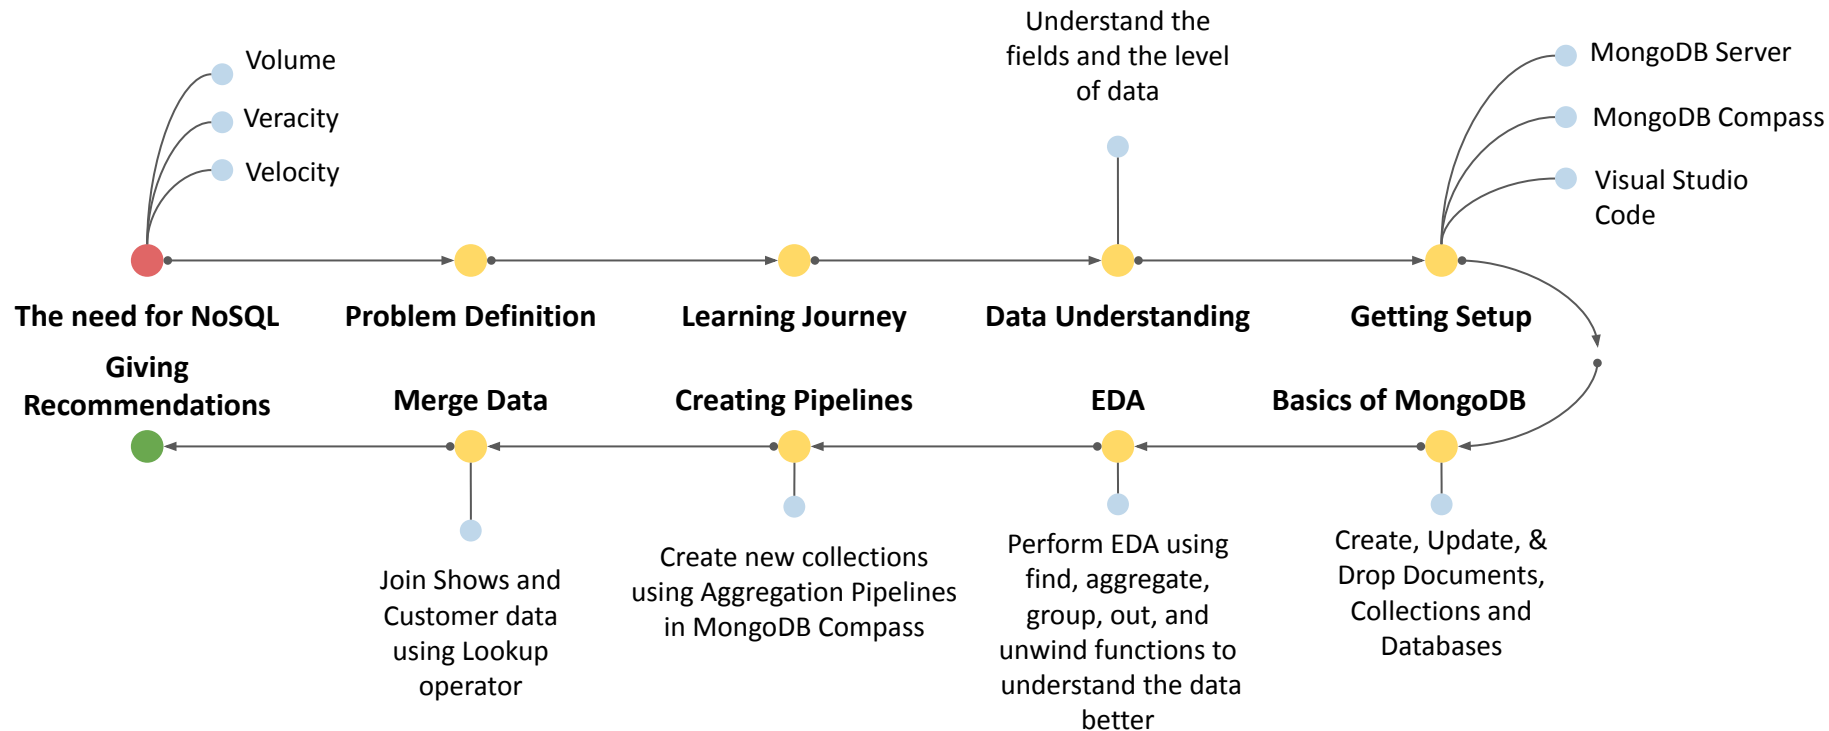 Volume
Veracity
Velocity
Understand the
fields and the level
of data
MongoDB Server
MongoDB Compass
Visual Studio
Code
The need for NoSQL
Problem Definition
Learning Journey
Data Understanding
Getting Setup
Giving
Recommendations
Merge Data
Creating Pipelines
EDA
Basics of MongoDB
Join Shows and
Customer data
using Lookup
operator
Create new collections
using Aggregation Pipelines
in MongoDB Compass
Perform EDA using
find, aggregate,
group, out, and
unwind functions to
understand the data
better
Create, Update, &
Drop Documents,
Collections and
Databases